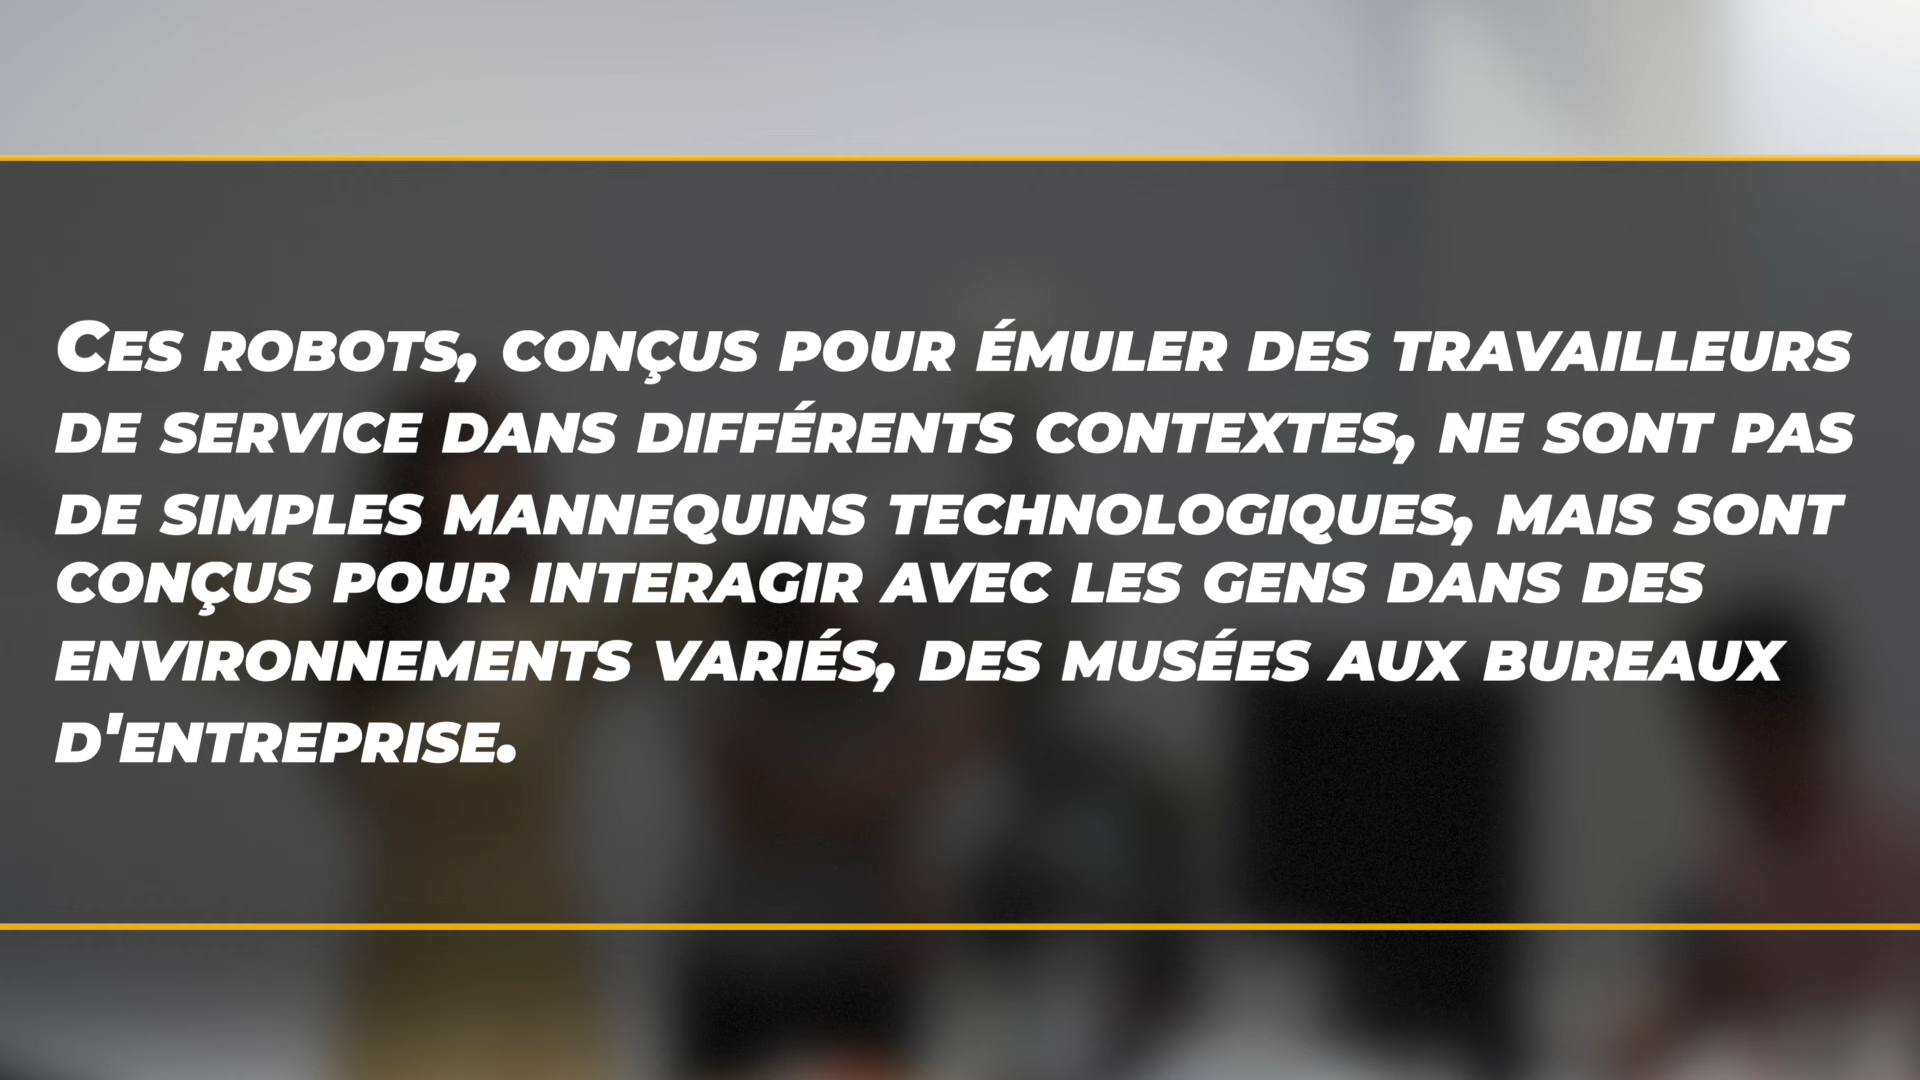 Ces robots, conçus pour émuler des travailleurs
de service dans différents contextes, ne sont pas
de simples mannequins technologiques, mais sont
conçus pour interagir avec les gens dans des
environnements variés, des musées aux bureaux
d'entreprise.